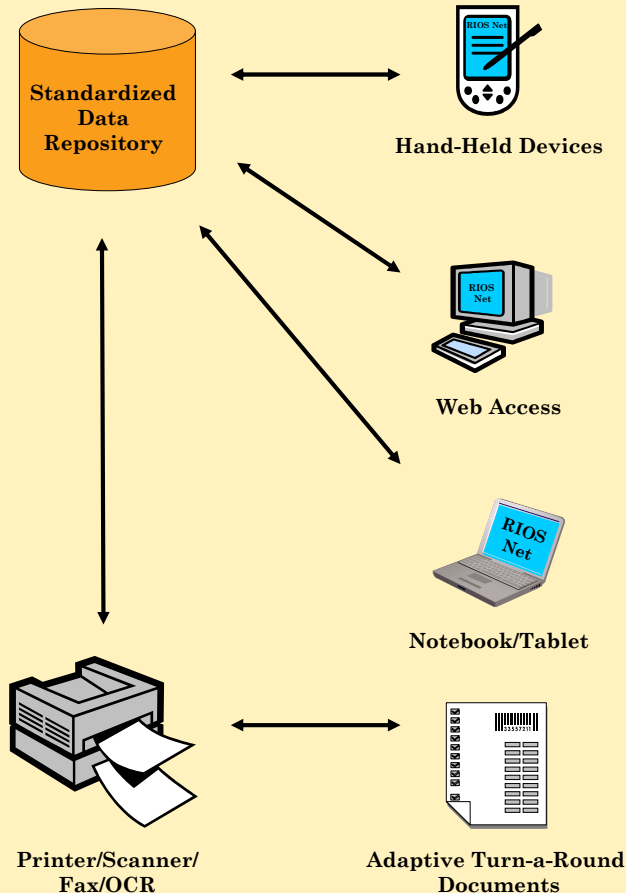 RIOS Net
Standardized
Data
Repository
Hand-Held Devices
RIOS
Net
Web Access
RIOS
Net
Notebook/Tablet
33557211
Printer/Scanner/
Fax/OCR
Adaptive Turn-a-Round
Documents